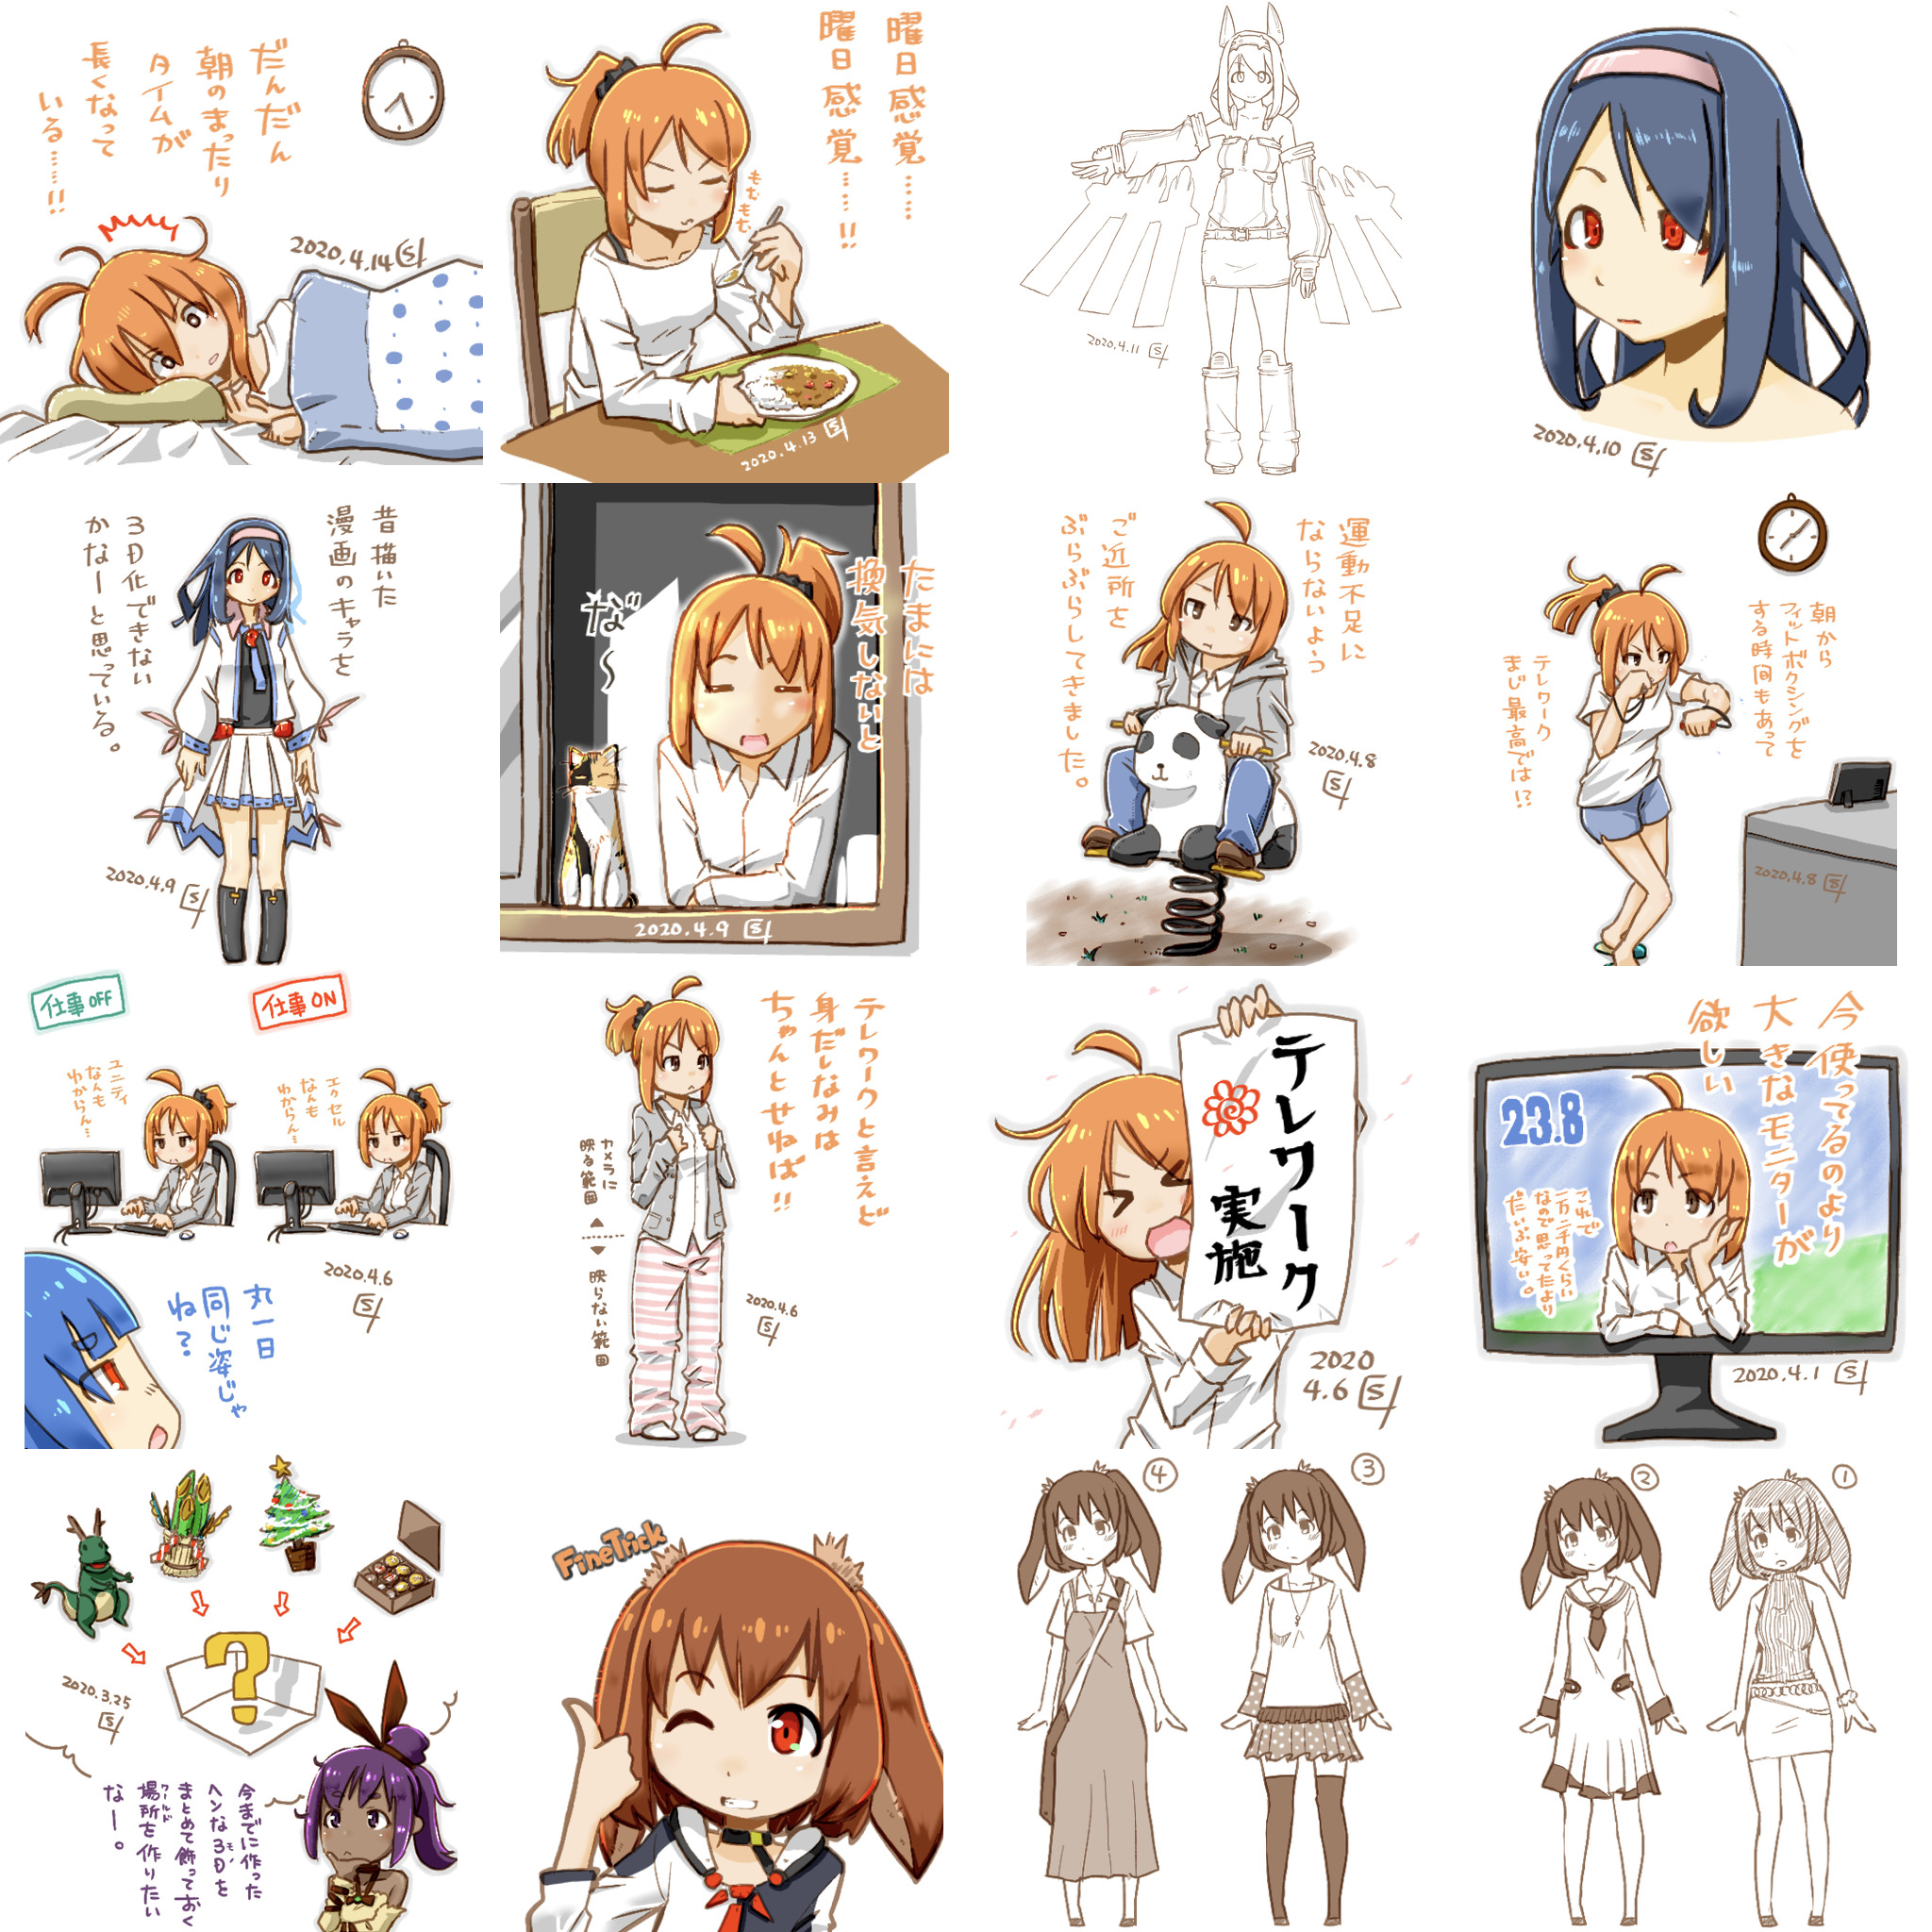 だんだん
朝のまったり
タイムが
長くなって
いる……!!
2020.4.14
曜日感覚……
曜日感覚……!!
もむもむ
2020.4.13
2020.4.11
2020.4.10
昔描いた
漫画のキャラを
3D化できない
かなーと思っている。
2020.4.9
たまには
換気しないと
な゛〜
2020.4.9
運動不足に
ならないよう
ご近所を
ぶらぶらしてきました。
2020.4.8
朝から
フィットボクシングを
する時間もあって
テレワーク
まじ最高では!?
2020.4.8
仕事OFF
仕事ON
ユニティ
なんも
わからん…
エクセル
なんも
わからん…
丸一日
同じ姿じゃ
ね?
2020.4.6
テレワークと言えど
身だしなみは
ちゃんとせねば!!
カメラに
映る範囲
映らない範囲
2020.4.6
テレワーク
実施
2020
4.6
今使ってるのより
大きなモニターが
欲しい
23.8
これで
一万二千円くらい
なので思ってたより
だいぶ安い。
2020.4.1
2020.3.25
今までに作った
ヘンな3Dモノを
まとめて飾っておく
場所を作りたい
ワールド
なー。
FineTrick
④
③
②
①